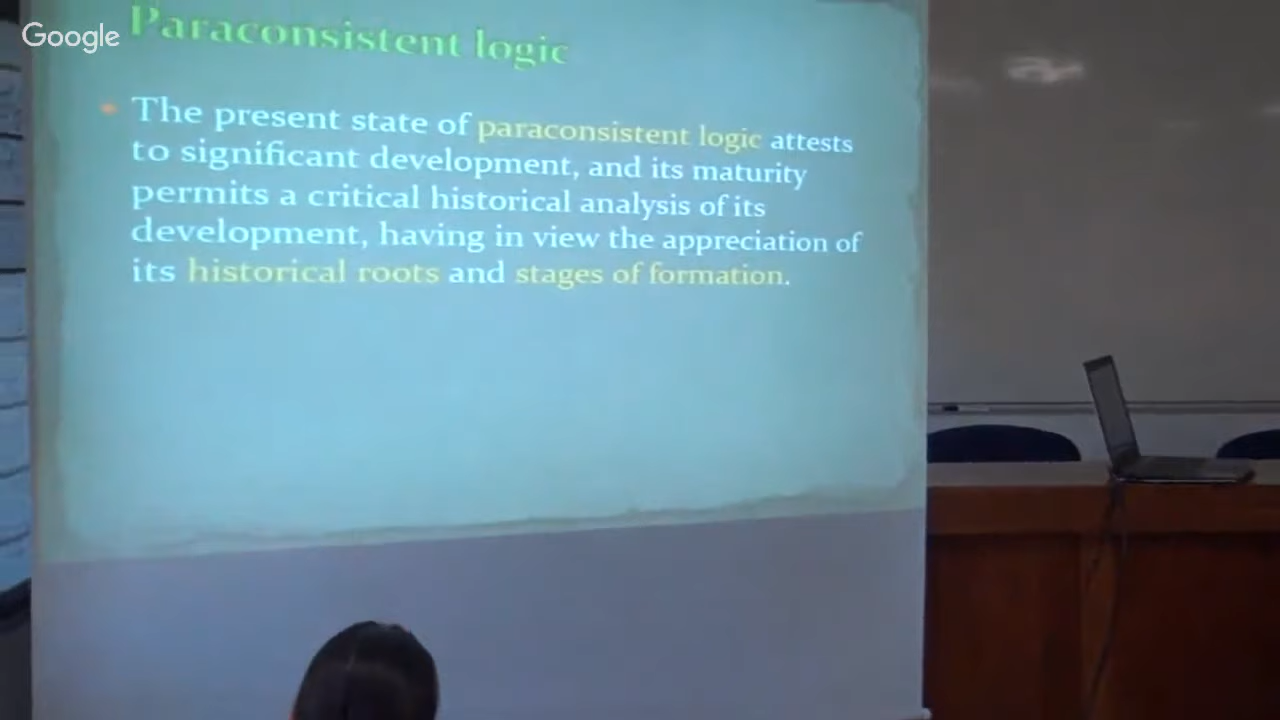 Google
Paraconsistent logic
The present state of paraconsistent logic attests
to significant development, and its maturity
permits a critical historical analysis of its
development, having in view the appreciation of
its historical roots and stages of formation.